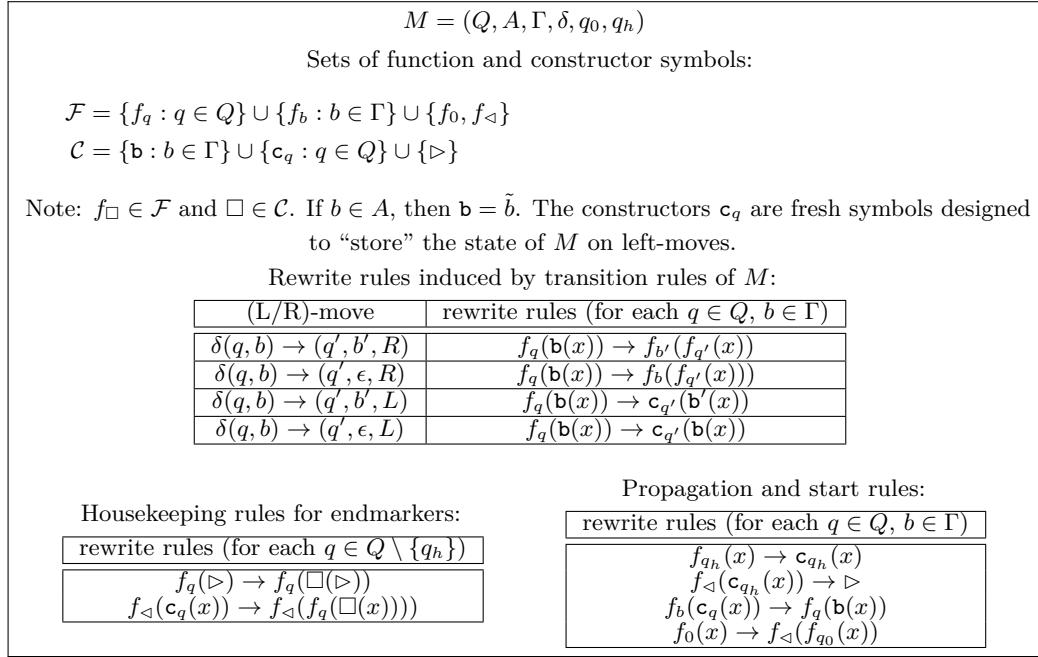 M = (Q, A, Γ, δ, q₀, qₕ)
Sets of function and constructor symbols:
ℱ = {f_q : q ∈ Q} ∪ {f_b : b ∈ Γ} ∪ {f_0, f_◁}
𝒞 = {b : b ∈ Γ} ∪ {c_q : q ∈ Q} ∪ {▷}
Note: f_□ ∈ ℱ and □ ∈ 𝒞. If b ∈ A, then b = b̃. The constructors c_q are fresh symbols designed
to “store” the state of M on left-moves.
Rewrite rules induced by transition rules of M:
(L/R)-move | rewrite rules (for each q ∈ Q, b ∈ Γ)
δ(q, b) → (q′, b′, R) | f_q(b(x)) → f_{b′}(f_{q′}(x))
δ(q, b) → (q′, ϵ, R) | f_q(b(x)) → f_b(f_{q′}(x)))
δ(q, b) → (q′, b′, L) | f_q(b(x)) → c_{q′}(b′(x))
δ(q, b) → (q′, ϵ, L) | f_q(b(x)) → c_{q′}(b(x))
Housekeeping rules for endmarkers:
rewrite rules (for each q ∈ Q \ {q_h})
f_q(▷) → f_q(□(▷))
f_◁(c_q(x)) → f_◁(f_q(□(x))))
Propagation and start rules:
rewrite rules (for each q ∈ Q, b ∈ Γ)
f_{q_h}(x) → c_{q_h}(x)
f_◁(c_{q_h}(x)) → ▷
f_b(c_q(x)) → f_q(b(x))
f_0(x) → f_◁(f_{q_0}(x))